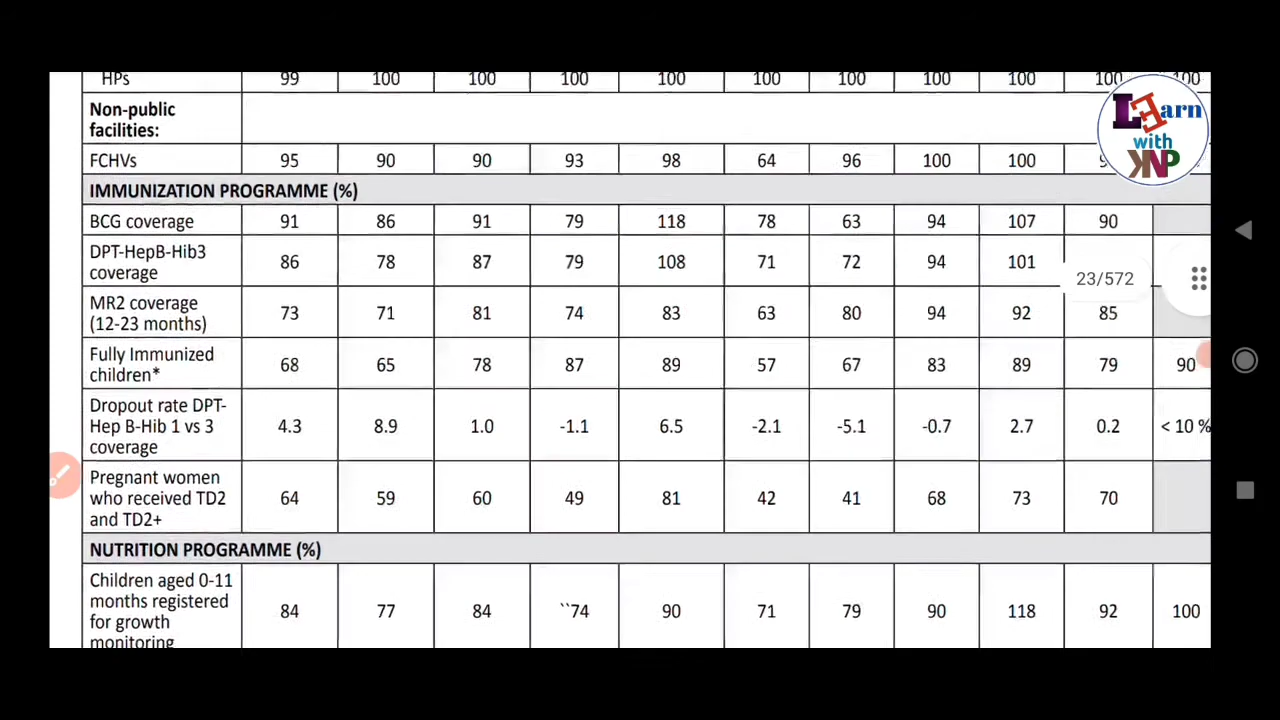 HPs 99 100 100 100 100 100 100 100 100 100 100
Non-public
facilities:
LEarn
with
KNP
FCHVs 95 90 90 93 98 64 96 100 100
IMMUNIZATION PROGRAMME (%)
BCG coverage 91 86 91 79 118 78 63 94 107 90
DPT-HepB-Hib3
coverage 86 78 87 79 108 71 72 94 101
23/572
MR2 coverage
(12-23 months) 73 71 81 74 83 63 80 94 92 85
Fully Immunized
children* 68 65 78 87 89 57 67 83 89 79 90
Dropout rate DPT-
Hep B-Hib 1 vs 3
coverage 4.3 8.9 1.0 -1.1 6.5 -2.1 -5.1 -0.7 2.7 0.2 < 10 %
Pregnant women
who received TD2
and TD2+ 64 59 60 49 81 42 41 68 73 70
NUTRITION PROGRAMME (%)
Children aged 0-11
months registered
for growth
monitoring 84 77 84 ``74 90 71 79 90 118 92 100